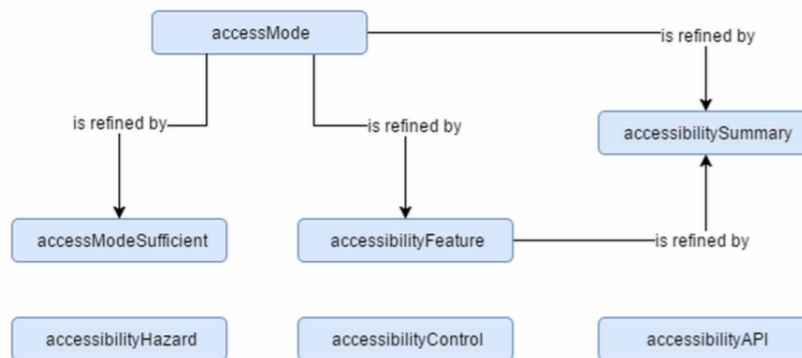 accessMode
is refined by
accessibilitySummary
is refined by
is refined by
accessModeSufficient
accessibilityFeature
is refined by
accessibilityHazard
accessibilityControl
accessibilityAPI